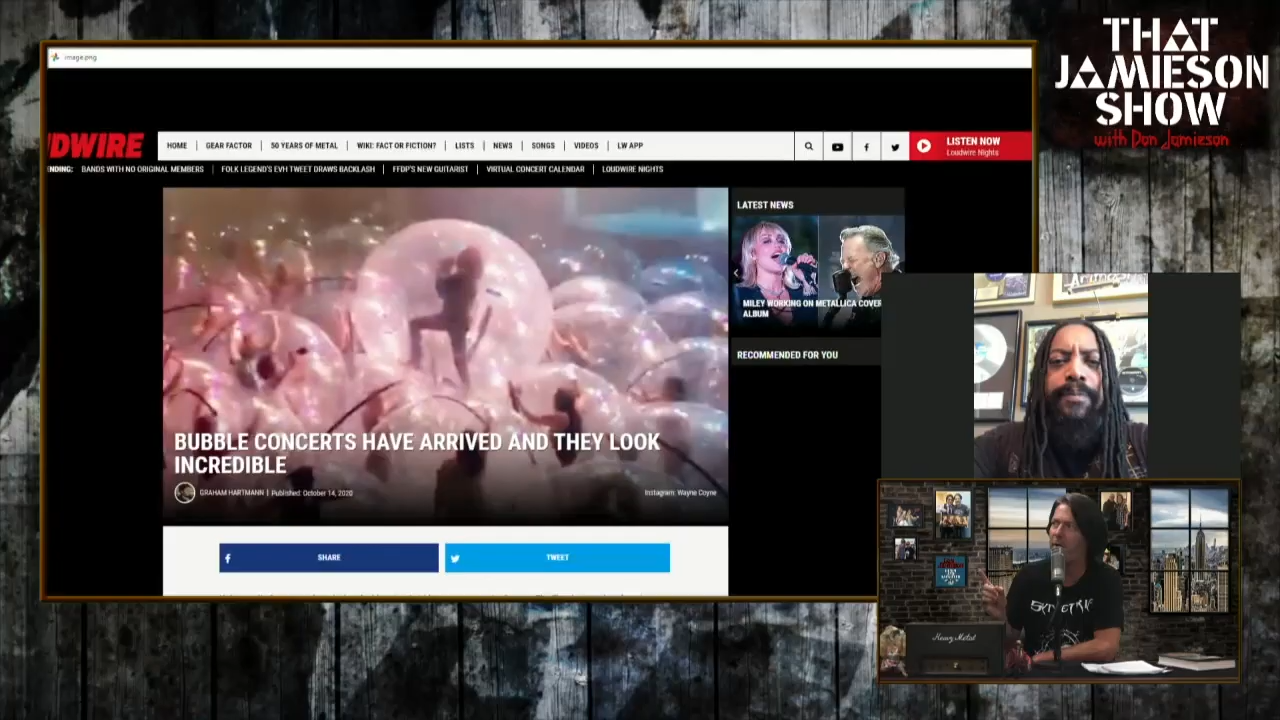 THAT
JAMIESON
SHOW
with Don Jamieson
image.png
UDWIRE
HOME
GEAR FACTOR
50 YEARS OF METAL
WIKI: FACT OR FICTION?
LISTS
NEWS
SONGS
VIDEOS
LW APP
LISTEN NOW
Loudwire Nights
NDING:
BANDS WITH NO ORIGINAL MEMBERS
FOLK LEGEND'S EVH TWEET DRAWS BACKLASH
FFDP'S NEW GUITARIST
VIRTUAL CONCERT CALENDAR
LOUDWIRE NIGHTS
LATEST NEWS
MILEY WORKING ON METALLICA COVER
ALBUM
RECOMMENDED FOR YOU
BUBBLE CONCERTS HAVE ARRIVED AND THEY LOOK
INCREDIBLE
GRAHAM HARTMANN | Published: October 14, 2020
Instagram: Wayne Coyne
SHARE
TWEET
Heavy Metal